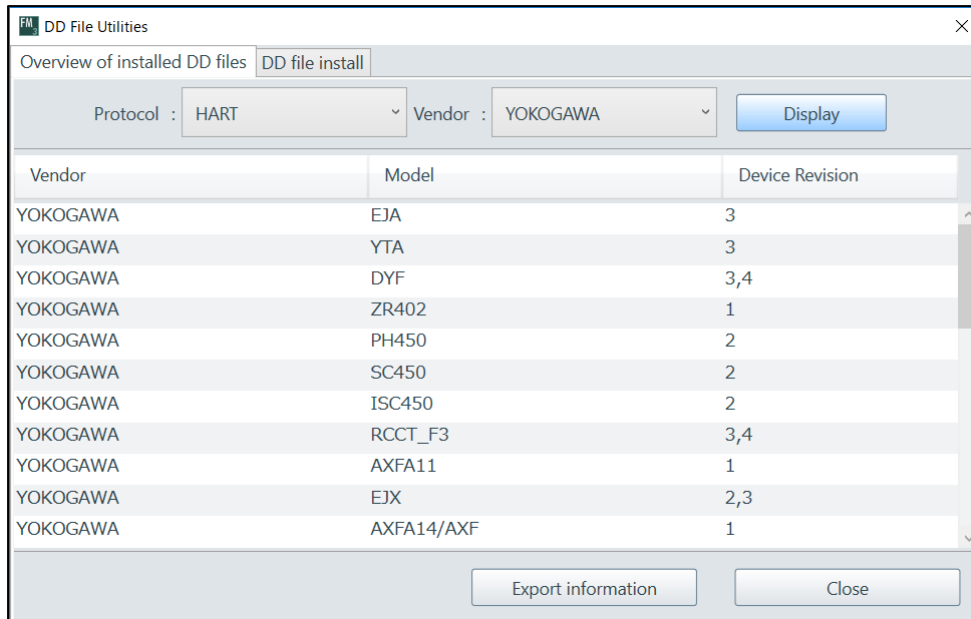 FM 3 DD File Utilities
Overview of installed DD files DD file install
Protocol : HART Vendor : YOKOGAWA Display
Vendor Model Device Revision
YOKOGAWA EJA 3
YOKOGAWA YTA 3
YOKOGAWA DYF 3,4
YOKOGAWA ZR402 1
YOKOGAWA PH450 2
YOKOGAWA SC450 2
YOKOGAWA ISC450 2
YOKOGAWA RCCT_F3 3,4
YOKOGAWA AXFA11 1
YOKOGAWA EJX 2,3
YOKOGAWA AXFA14/AXF 1
Export information Close